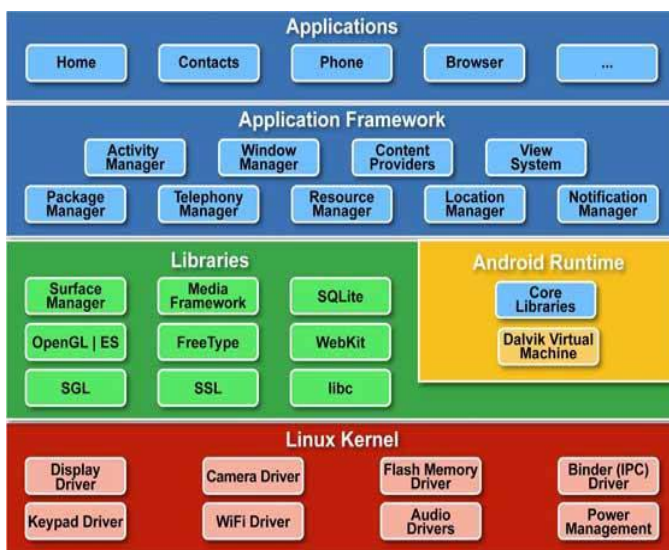 Applications
Home Contacts Phone Browser ...
Application Framework
Activity Manager Window Manager Content Providers View System
Package Manager Telephony Manager Resource Manager Location Manager Notification Manager
Libraries
Surface Manager Media Framework SQLite
OpenGL | ES FreeType WebKit
SGL SSL libc
Android Runtime
Core Libraries
Dalvik Virtual Machine
Linux Kernel
Display Driver Camera Driver Flash Memory Driver Binder (IPC) Driver
Keypad Driver WiFi Driver Audio Drivers Power Management